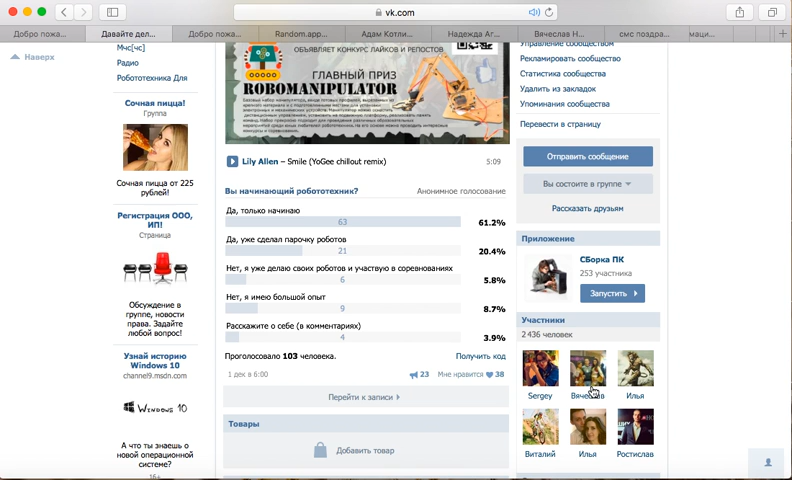 vk.com
Добро пожа...
Давайте дел...
Добро пожа...
Random.app...
Адам Котли...
Надежда Аг...
Вячеслав Н...
смс поздра...
маци...
Наверх
Мчс[чс]
Радио
Робототехника Для
Сочная пицца!
Группа
Сочная пицца от 225
рублей!
Регистрация ООО,
ИП!
Страница
Обсуждение в
группе, новости
права. Задайте
любой вопрос!
Узнай историю
Windows 10
channel9.msdn.com
WINDOWS 10
А что ты знаешь о
новой операционной
системе?
16+
ОБЪЯВЛЯЕТ КОНКУРС ЛАЙКОВ И РЕПОСТОВ
ГЛАВНЫЙ ПРИЗ
ROBOMANIPULATOR
Lily Allen – Smile (YoGee chillout remix)
5:09
Вы начинающий робототехник?
Анонимное голосование
Да, только начинаю
63
61.2%
Да, уже сделал парочку роботов
21
20.4%
Нет, я уже делаю своих роботов и участвую в соревнованиях
6
5.8%
Нет, я имею большой опыт
9
8.7%
Расскажите о себе (в комментариях)
4
3.9%
Проголосовало 103 человека.
Получить код
1 дек в 6:00
23
Мне нравится 38
Перейти к записи
Товары
Добавить товар
Управление сообществом
Рекламировать сообщество
Статистика сообщества
Удалить из закладок
Упоминания сообщества
Перевести в страницу
Отправить сообщение
Вы состоите в группе
Рассказать друзьям
Приложение
СБорка ПК
253 участника
Запустить
Участники
2 436 человек
Sergey
Вячеслав
Илья
Виталий
Илья
Ростислав